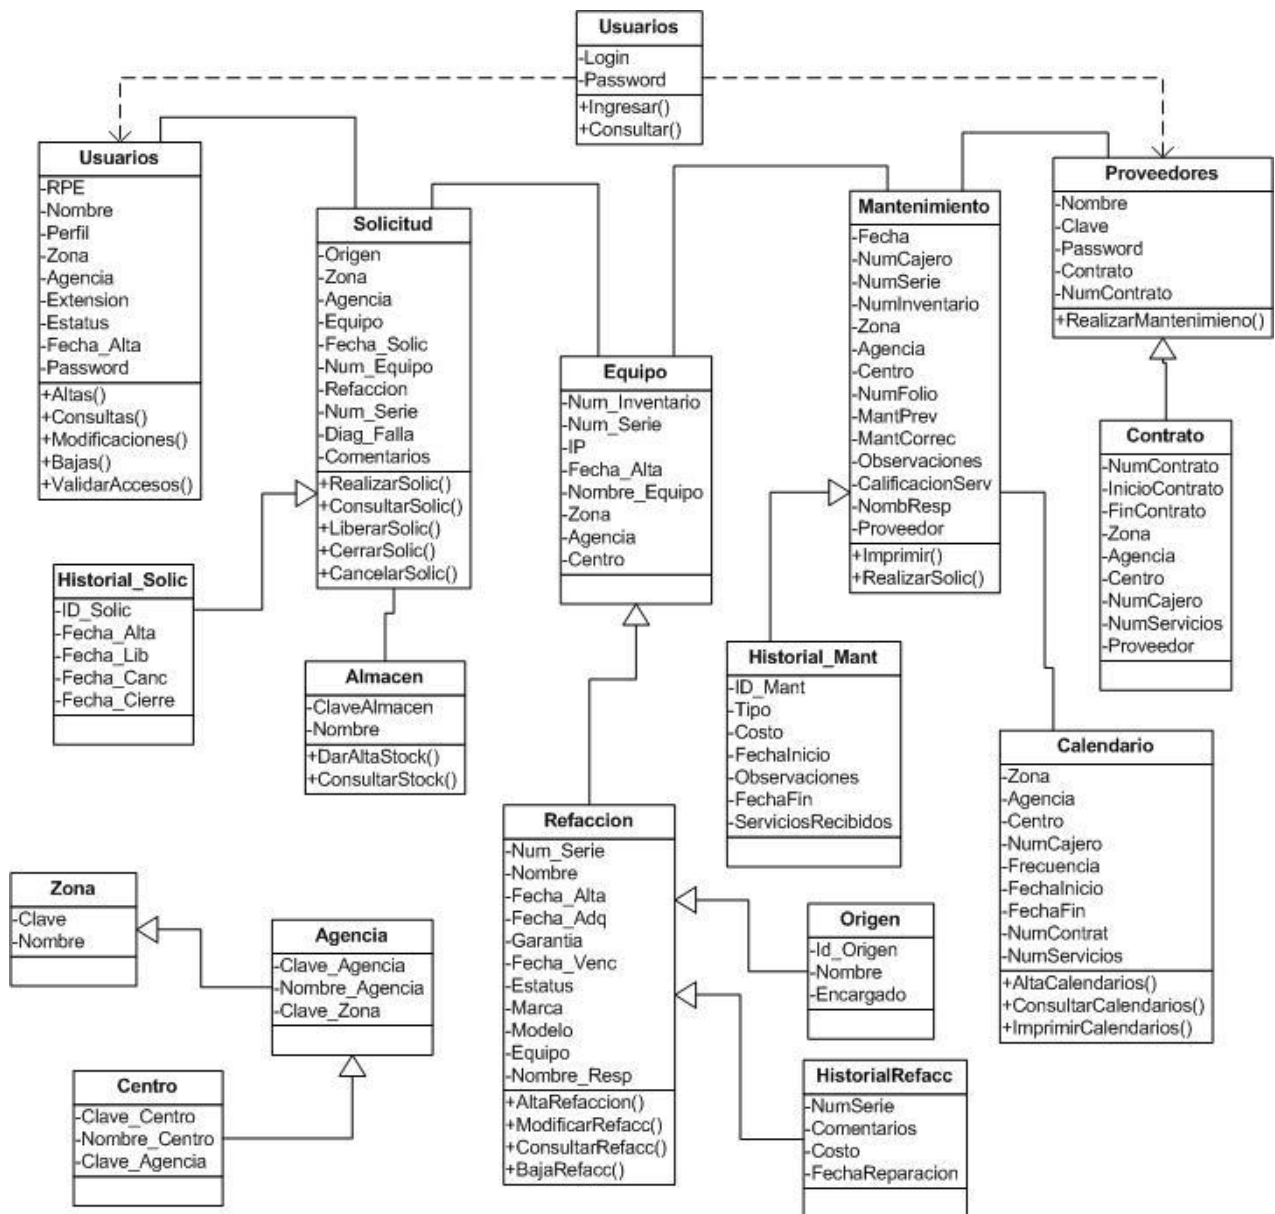 Usuarios
-Login
-Password
+Ingresar()
+Consultar()
Usuarios
-RPE
-Nombre
-Perfil
-Zona
-Agencia
-Extension
-Estatus
-Fecha_Alta
-Password
+Altas()
+Consultas()
+Modificaciones()
+Bajas()
+ValidarAccesos()
Solicitud
-Origen
-Zona
-Agencia
-Equipo
-Fecha_Solic
-Num_Equipo
-Refaccion
-Num_Serie
-Diag_Falla
-Comentarios
+RealizarSolic()
+ConsultarSolic()
+LiberarSolic()
+CerrarSolic()
+CancelarSolic()
Equipo
-Num_Inventario
-Num_Serie
-IP
-Fecha_Alta
-Nombre_Equipo
-Zona
-Agencia
-Centro
Mantenimiento
-Fecha
-NumCajero
-NumSerie
-NumInventario
-Zona
-Agencia
-Centro
-NumFolio
-MantPrev
-MantCorrec
-Observaciones
-CalificacionServ
-NombResp
-Proveedor
+Imprimir()
+RealizarSolic()
Proveedores
-Nombre
-Clave
-Password
-Contrato
-NumContrato
+RealizarMantenimieno()
Contrato
-NumContrato
-InicioContrato
-FinContrato
-Zona
-Agencia
-Centro
-NumCajero
-NumServicios
-Proveedor
Historial_Solic
-ID_Solic
-Fecha_Alta
-Fecha_Lib
-Fecha_Canc
-Fecha_Cierre
Almacen
-ClaveAlmacen
-Nombre
+DarAltaStock()
+ConsultarStock()
Historial_Mant
-ID_Mant
-Tipo
-Costo
-FechaInicio
-Observaciones
-FechaFin
-ServiciosRecibidos
Calendario
-Zona
-Agencia
-Centro
-NumCajero
-Frecuencia
-FechaInicio
-FechaFin
-NumContrat
-NumServicios
+AltaCalendarios()
+ConsultarCalendarios()
+ImprimirCalendarios()
Refaccion
-Num_Serie
-Nombre
-Fecha_Alta
-Fecha_Adq
-Garantia
-Fecha_Venc
-Estatus
-Marca
-Modelo
-Equipo
-Nombre_Resp
+AltaRefaccion()
+ModificarRefacc()
+ConsultarRefacc()
+BajaRefacc()
Zona
-Clave
-Nombre
Agencia
-Clave_Agencia
-Nombre_Agencia
-Clave_Zona
Origen
-Id_Origen
-Nombre
-Encargado
Centro
-Clave_Centro
-Nombre_Centro
-Clave_Agencia
HistorialRefacc
-NumSerie
-Comentarios
-Costo
-FechaReparacion